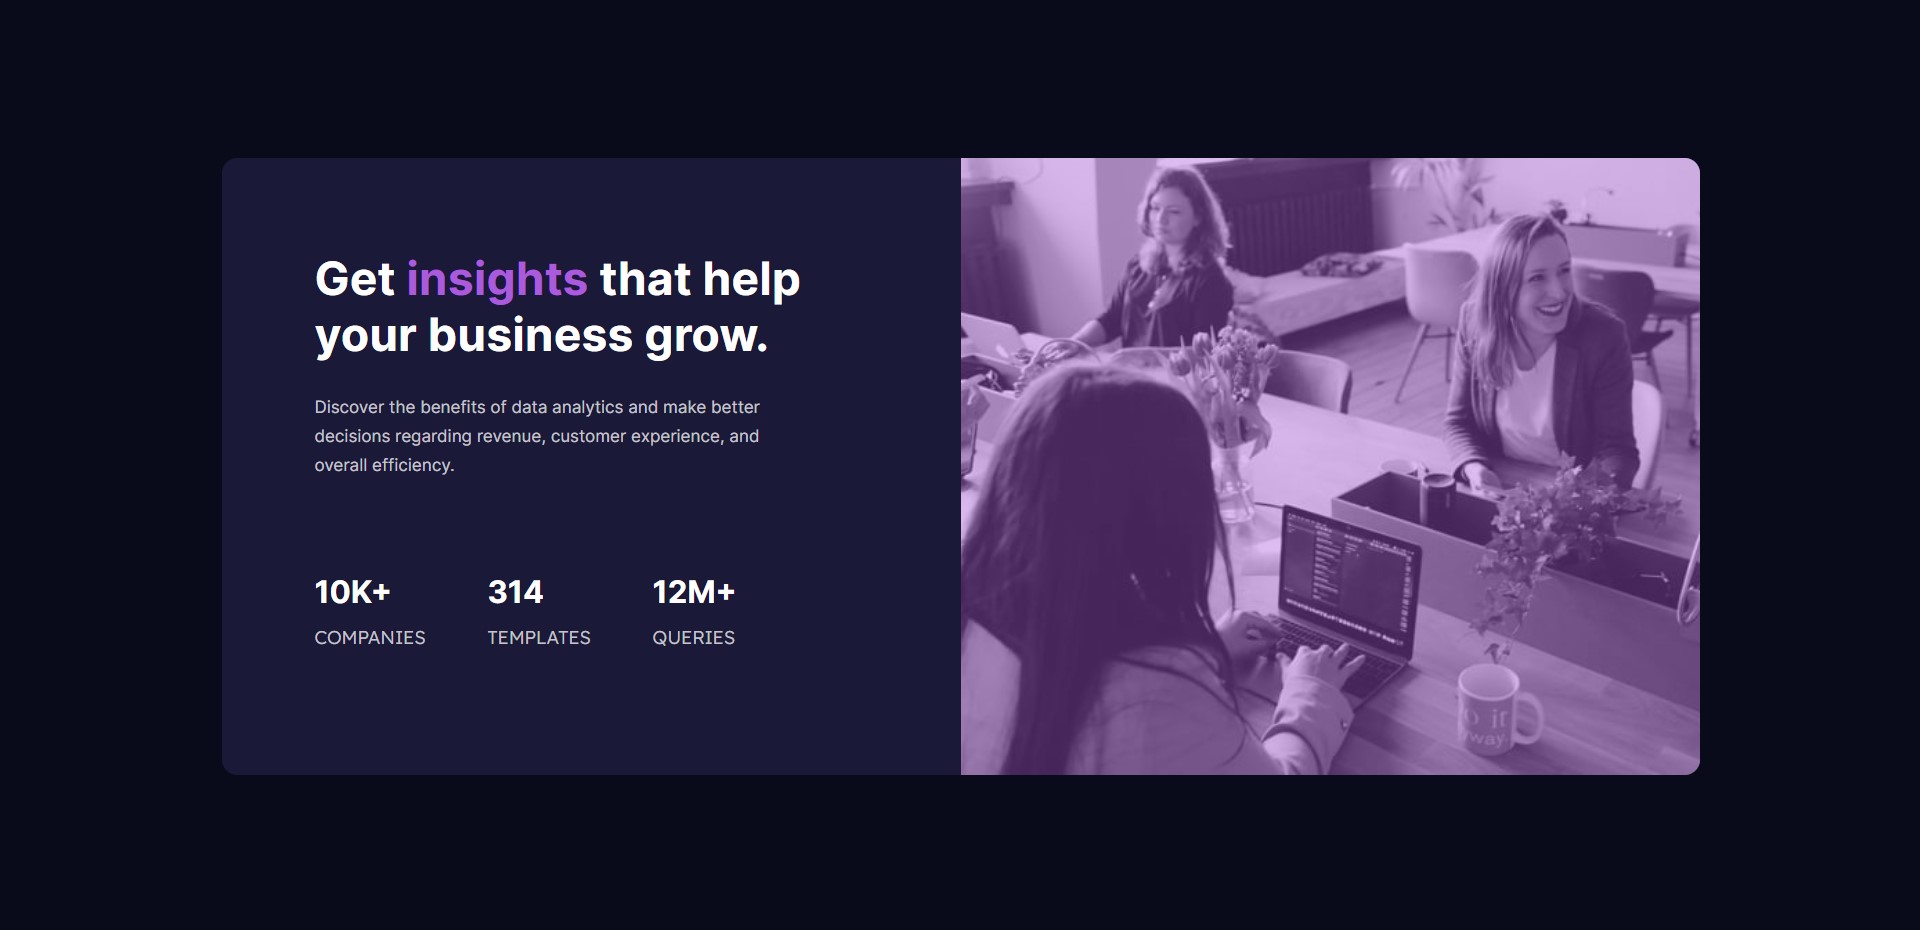 Get insights that help
your business grow.
Discover the benefits of data analytics and make better
decisions regarding revenue, customer experience, and
overall efficiency.
10K+ 314 12M+
COMPANIES TEMPLATES QUERIES
it